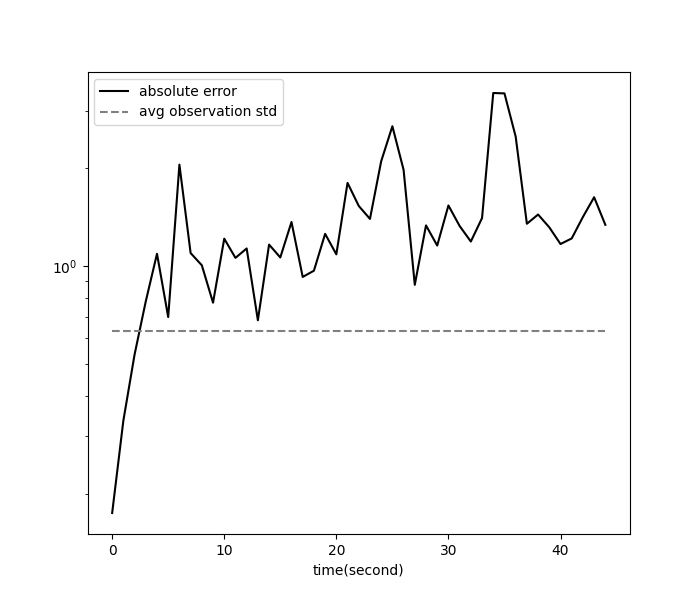 absolute error
avg observation std
10⁰
0 10 20 30 40
time(second)